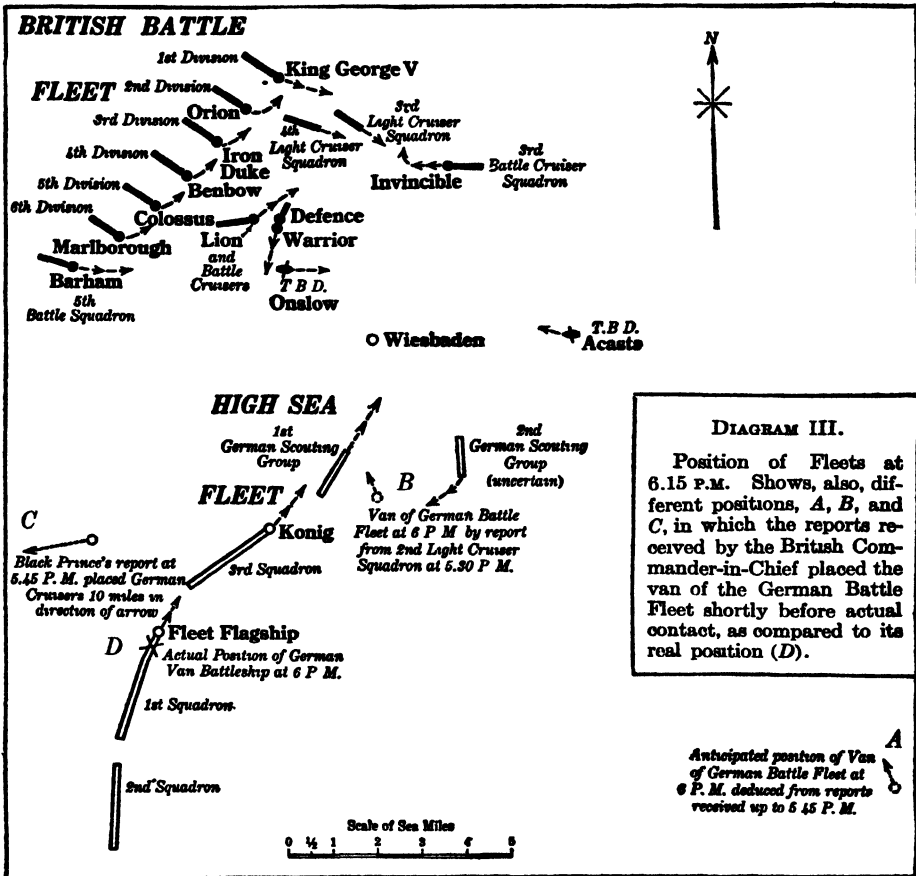 BRITISH BATTLE
FLEET
N
1st Division
King George V
2nd Division
Orion
3rd Division
Iron
Duke
4th Division
Benbow
5th Division
Colossus
6th Division
Marlborough
Barham
5th
Battle Squadron
4th
Light Cruiser
Squadron
3rd
Light Cruiser
Squadron
Invincible
3rd
Battle Cruiser
Squadron
Lion
and
Battle
Cruisers
Defence
Warrior
T B D.
Onslow
Wiesbaden
T.B D.
Acasta
HIGH SEA
FLEET
1st
German Scouting
Group
2nd
German Scouting
Group
(uncertain)
B
Van of German Battle
Fleet at 6 P M by report
from 2nd Light Cruiser
Squadron at 5.30 P M.
Konig
3rd Squadron
C
Black Prince's report at
5.45 P. M. placed German
Cruisers 10 miles in
direction of arrow
D
Fleet Flagship
Actual Position of German
Van Battleship at 6 P M.
1st Squadron
2nd Squadron
DIAGRAM III.
Position of Fleets at
6.15 P.M. Shows, also, dif-
ferent positions, A, B, and
C, in which the reports re-
ceived by the British Com-
mander-in-Chief placed the
van of the German Battle
Fleet shortly before actual
contact, as compared to its
real position (D).
A
Anticipated position of Van
of German Battle Fleet at
6 P. M. deduced from reports
received up to 5 45 P. M.
Scale of Sea Miles
0 ½ 1 2 3 4 5